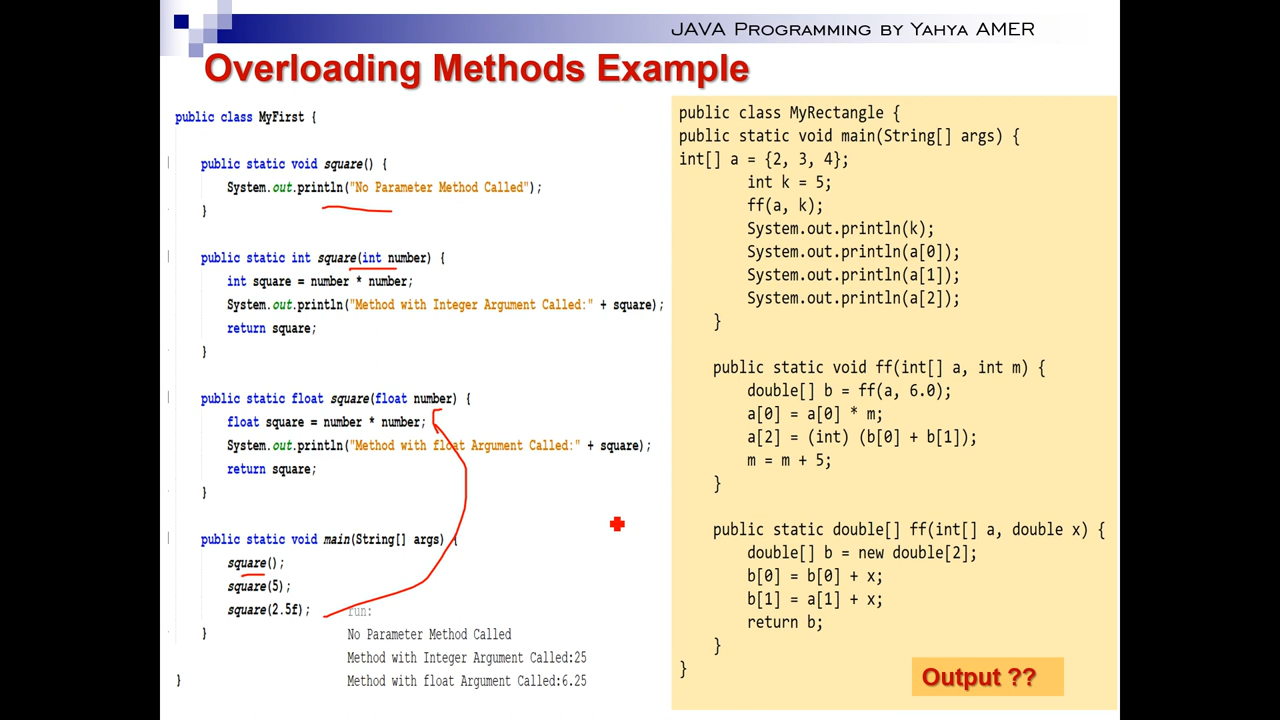 JAVA Programming by Yahya AMER
Overloading Methods Example
public class MyFirst {
public static void square() {
System.out.println("No Parameter Method Called");
}
public static int square(int number) {
int square = number * number;
System.out.println("Method with Integer Argument Called:" + square);
return square;
}
public static float square(float number) {
float square = number * number;
System.out.println("Method with float Argument Called:" + square);
return square;
}
public static void main(String[] args) {
square();
square(5);
square(2.5f);
}
}
run:
No Parameter Method Called
Method with Integer Argument Called:25
Method with float Argument Called:6.25
public class MyRectangle {
public static void main(String[] args) {
int[] a = {2, 3, 4};
int k = 5;
ff(a, k);
System.out.println(k);
System.out.println(a[0]);
System.out.println(a[1]);
System.out.println(a[2]);
}
public static void ff(int[] a, int m) {
double[] b = ff(a, 6.0);
a[0] = a[0] * m;
a[2] = (int) (b[0] + b[1]);
m = m + 5;
}
public static double[] ff(int[] a, double x) {
double[] b = new double[2];
b[0] = b[0] + x;
b[1] = a[1] + x;
return b;
}
}
Output ??